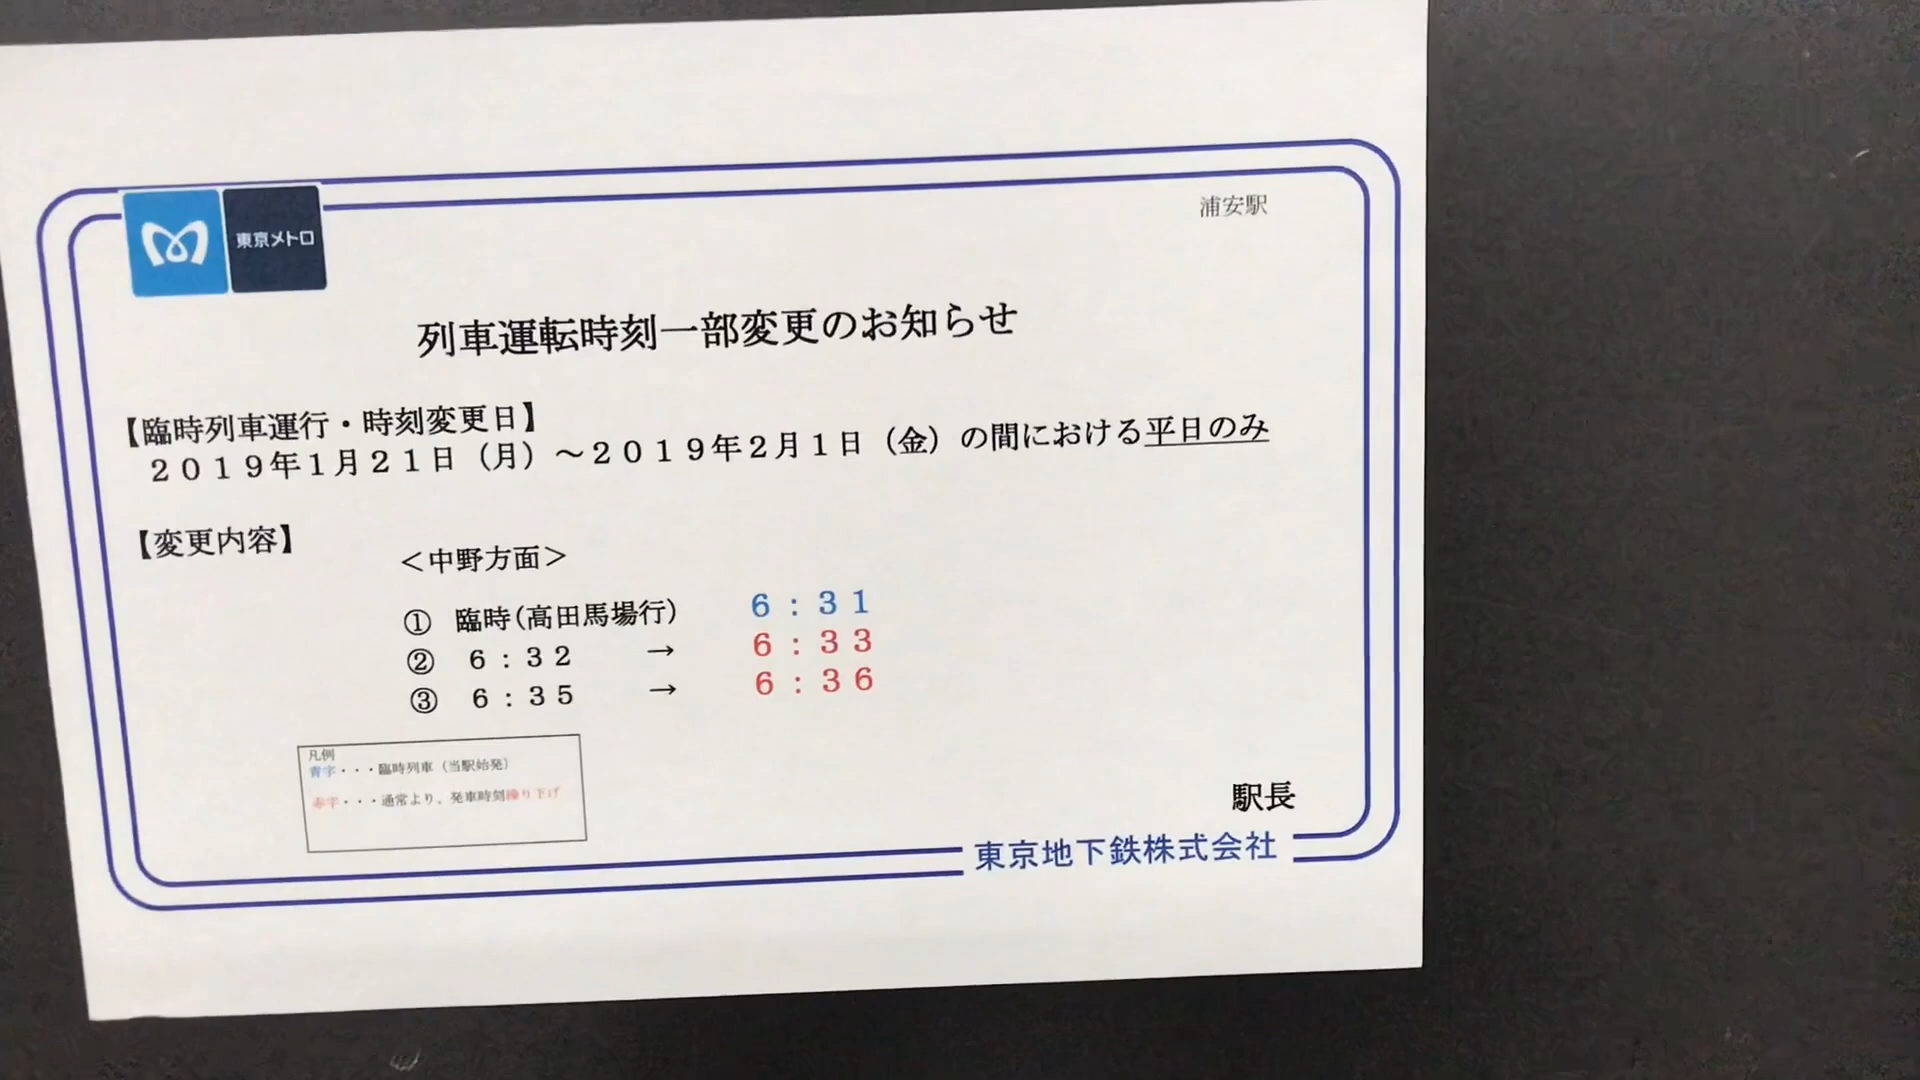 浦安駅
東京メトロ
列車運転時刻一部変更のお知らせ
【臨時列車運行・時刻変更日】
２０１９年１月２１日（月）～２０１９年２月１日（金）の間における平日のみ
【変更内容】
＜中野方面＞
① 臨時(高田馬場行) ６：３１
② ６：３２ → ６：３３
③ ６：３５ → ６：３６
凡例
青字・・・臨時列車（当駅始発）
赤字・・・通常より、発車時刻繰り下げ
駅長
東京地下鉄株式会社